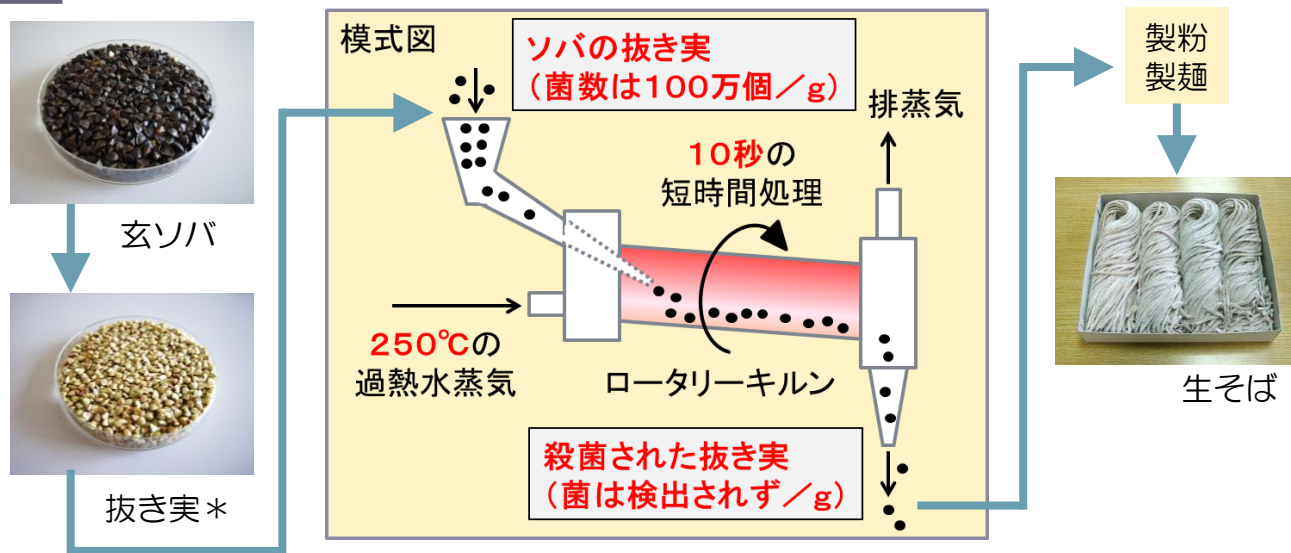 模式図
ソバの抜き実
（菌数は１００万個／g）
玄ソバ
抜き実＊
10秒の
短時間処理
排蒸気
250℃の
過熱水蒸気
ロータリーキルン
殺菌された抜き実
（菌は検出されず／g）
製粉
製麺
生そば